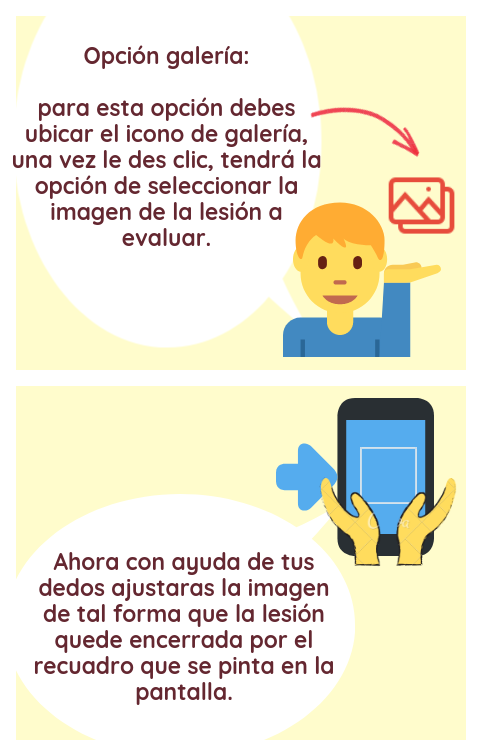 Opción galería:
para esta opción debes
ubicar el icono de galería,
una vez le des clic, tendrá la
opción de seleccionar la
imagen de la lesión a
evaluar.
Ahora con ayuda de tus
dedos ajustaras la imagen
de tal forma que la lesión
quede encerrada por el
recuadro que se pinta en la
pantalla.